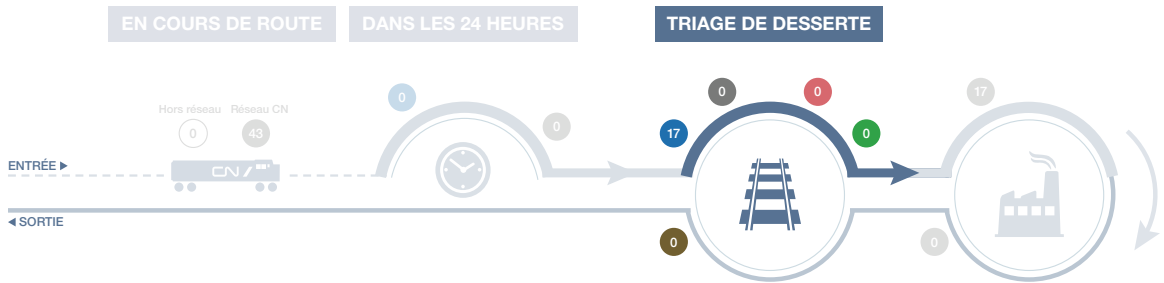 EN COURS DE ROUTE
DANS LES 24 HEURES
TRIAGE DE DESSERTE
Hors réseau
Réseau CN
0
43
0
0
17
0
0
0
17
ENTRÉE ▶
CN
◀ SORTIE
0
0